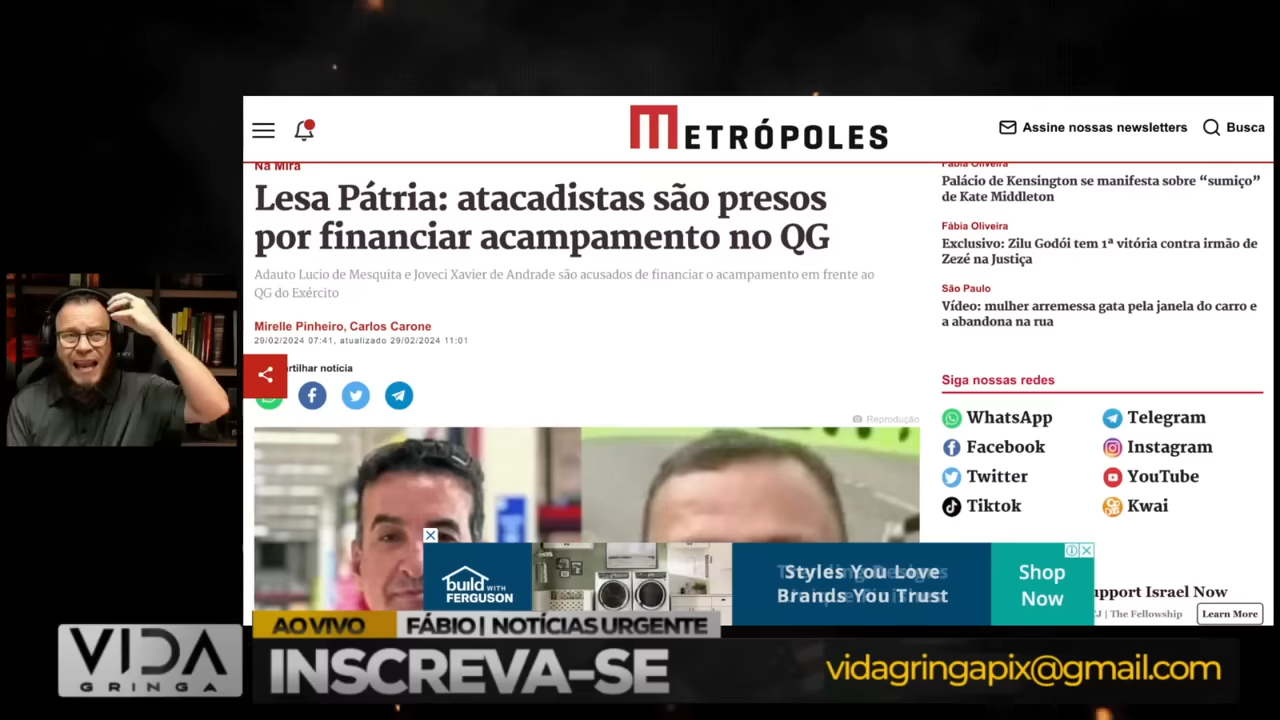 METRÓPOLES
Assine nossas newsletters
Busca
Na Mira
Lesa Pátria: atacadistas são presos
por financiar acampamento no QG
Adauto Lucio de Mesquita e Joveci Xavier de Andrade são acusados de financiar o acampamento em frente ao
QG do Exército
Mirelle Pinheiro, Carlos Carone
29/02/2024 07:41, atualizado 29/02/2024 11:01
artilhar notícia
Reprodução
Fábia Oliveira
Palácio de Kensington se manifesta sobre “sumiço”
de Kate Middleton
Fábia Oliveira
Exclusivo: Zilu Godói tem 1ª vitória contra irmão de
Zezé na Justiça
São Paulo
Vídeo: mulher arremessa gata pela janela do carro e
a abandona na rua
Siga nossas redes
WhatsApp
Telegram
Facebook
Instagram
Twitter
YouTube
Tiktok
Kwai
build WITH
FERGUSON
Styles You Love
Brands You Trust
Shop
Now
upport Israel Now
CJ | The Fellowship
Learn More
AO VIVO
FÁBIO | NOTÍCIAS URGENTE
VIDA
GRINGA
INSCREVA-SE
vidagringapix@gmail.com